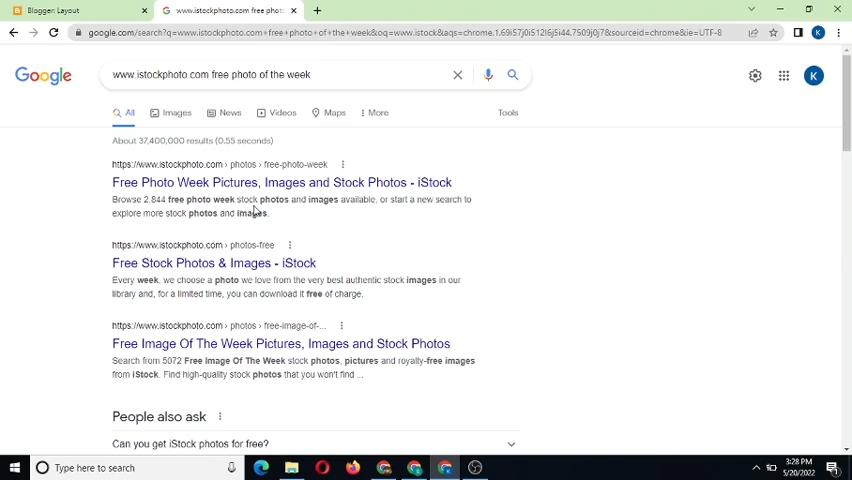 Blogger: Layout
www.istockphoto.com free photo
google.com/search?q=www.istockphoto.com+free+photo+of+the+week&oq=www.istock&aqs=chrome.1.69i57j0i512l6j5i44.7509j0j7&sourceid=chrome&ie=UTF-8
K
Google
www.istockphoto.com free photo of the week
K
All
Images
News
Videos
Maps
More
Tools
About 37,400,000 results (0.55 seconds)
https://www.istockphoto.com › photos › free-photo-week
Free Photo Week Pictures, Images and Stock Photos - iStock
Browse 2,844 free photo week stock photos and images available, or start a new search to
explore more stock photos and images.
https://www.istockphoto.com › photos-free
Free Stock Photos & Images - iStock
Every week, we choose a photo we love from the very best authentic stock images in our
library and, for a limited time, you can download it free of charge.
https://www.istockphoto.com › photos › free-image-of-...
Free Image Of The Week Pictures, Images and Stock Photos
Search from 5072 Free Image Of The Week stock photos, pictures and royalty-free images
from iStock. Find high-quality stock photos that you won't find ...
People also ask
Can you get iStock photos for free?
Type here to search
3:28 PM
5/20/2022